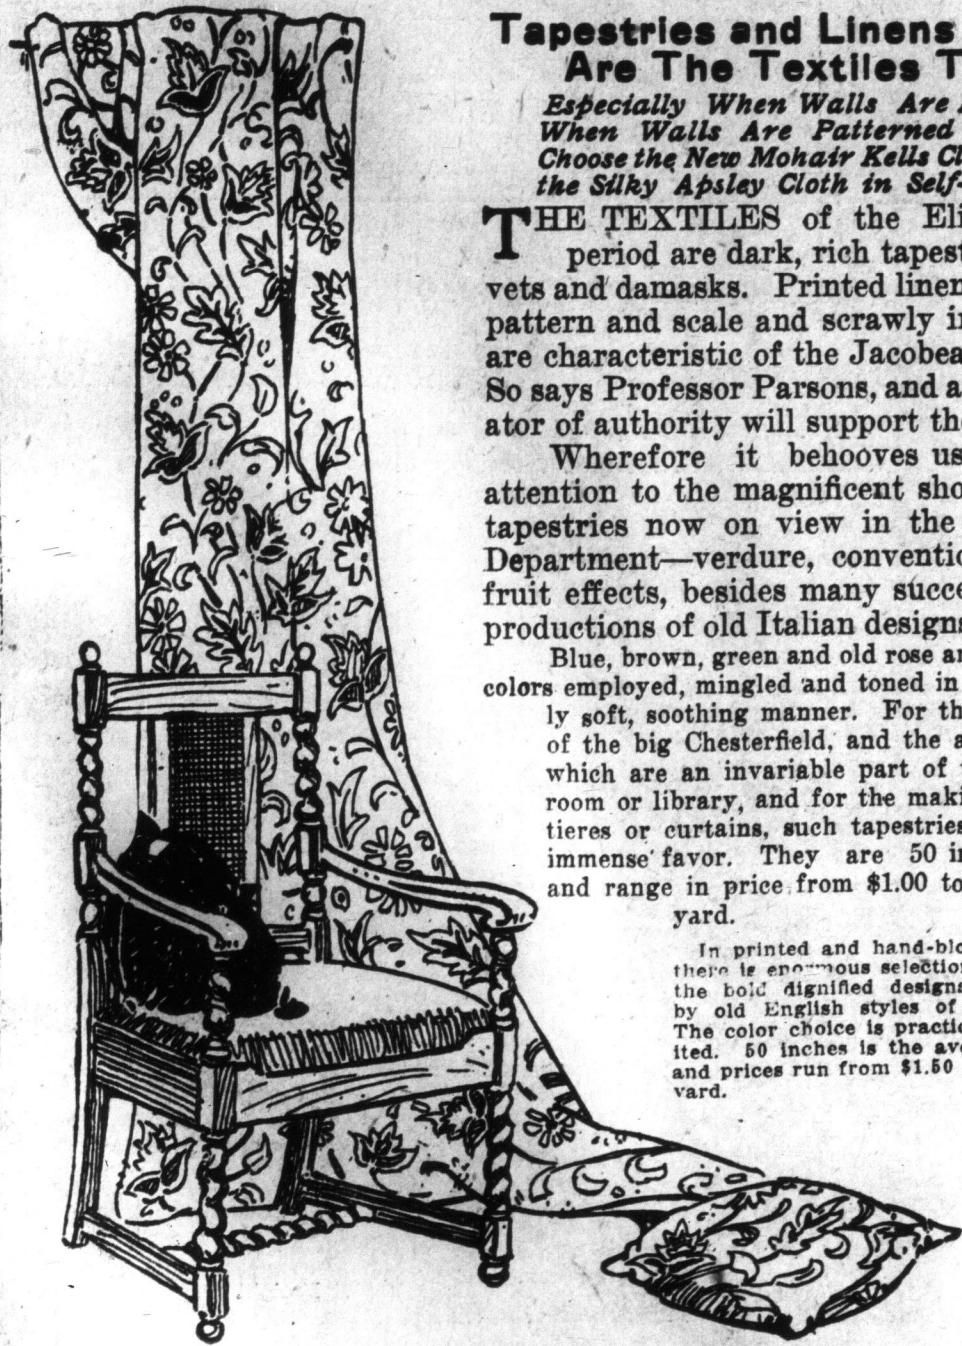 Tapestries and Linens
Are The Textiles T
Especially When Walls Are
When Walls Are Patterned
Choose the New Mohair Kells Cl
the Silky Apsley Cloth in Self-
THE TEXTILES of the Eli
period are dark, rich tapest
vets and damasks. Printed linen
pattern and scale and scrawly i
are characteristic of the Jacobea
So says Professor Parsons, and a
ator of authority will support the
Wherefore it behooves us
attention to the magnificent sho
tapestries now on view in the
Department—verdure, conventio
fruit effects, besides many succe
productions of old Italian designs
Blue, brown, green and old rose ar
colors employed, mingled and toned in
ly soft, soothing manner. For th
of the big Chesterfield, and the a
which are an invariable part of
room or library, and for the maki
tieres or curtains, such tapestries
immense favor. They are 50 in
and range in price from $1.00 to
yard.
In printed and hand-blo
there is enormous selection
the bold dignified designs
by old English styles of
The color choice is practic
ited. 50 inches is the ave
and prices run from $1.50
yard.